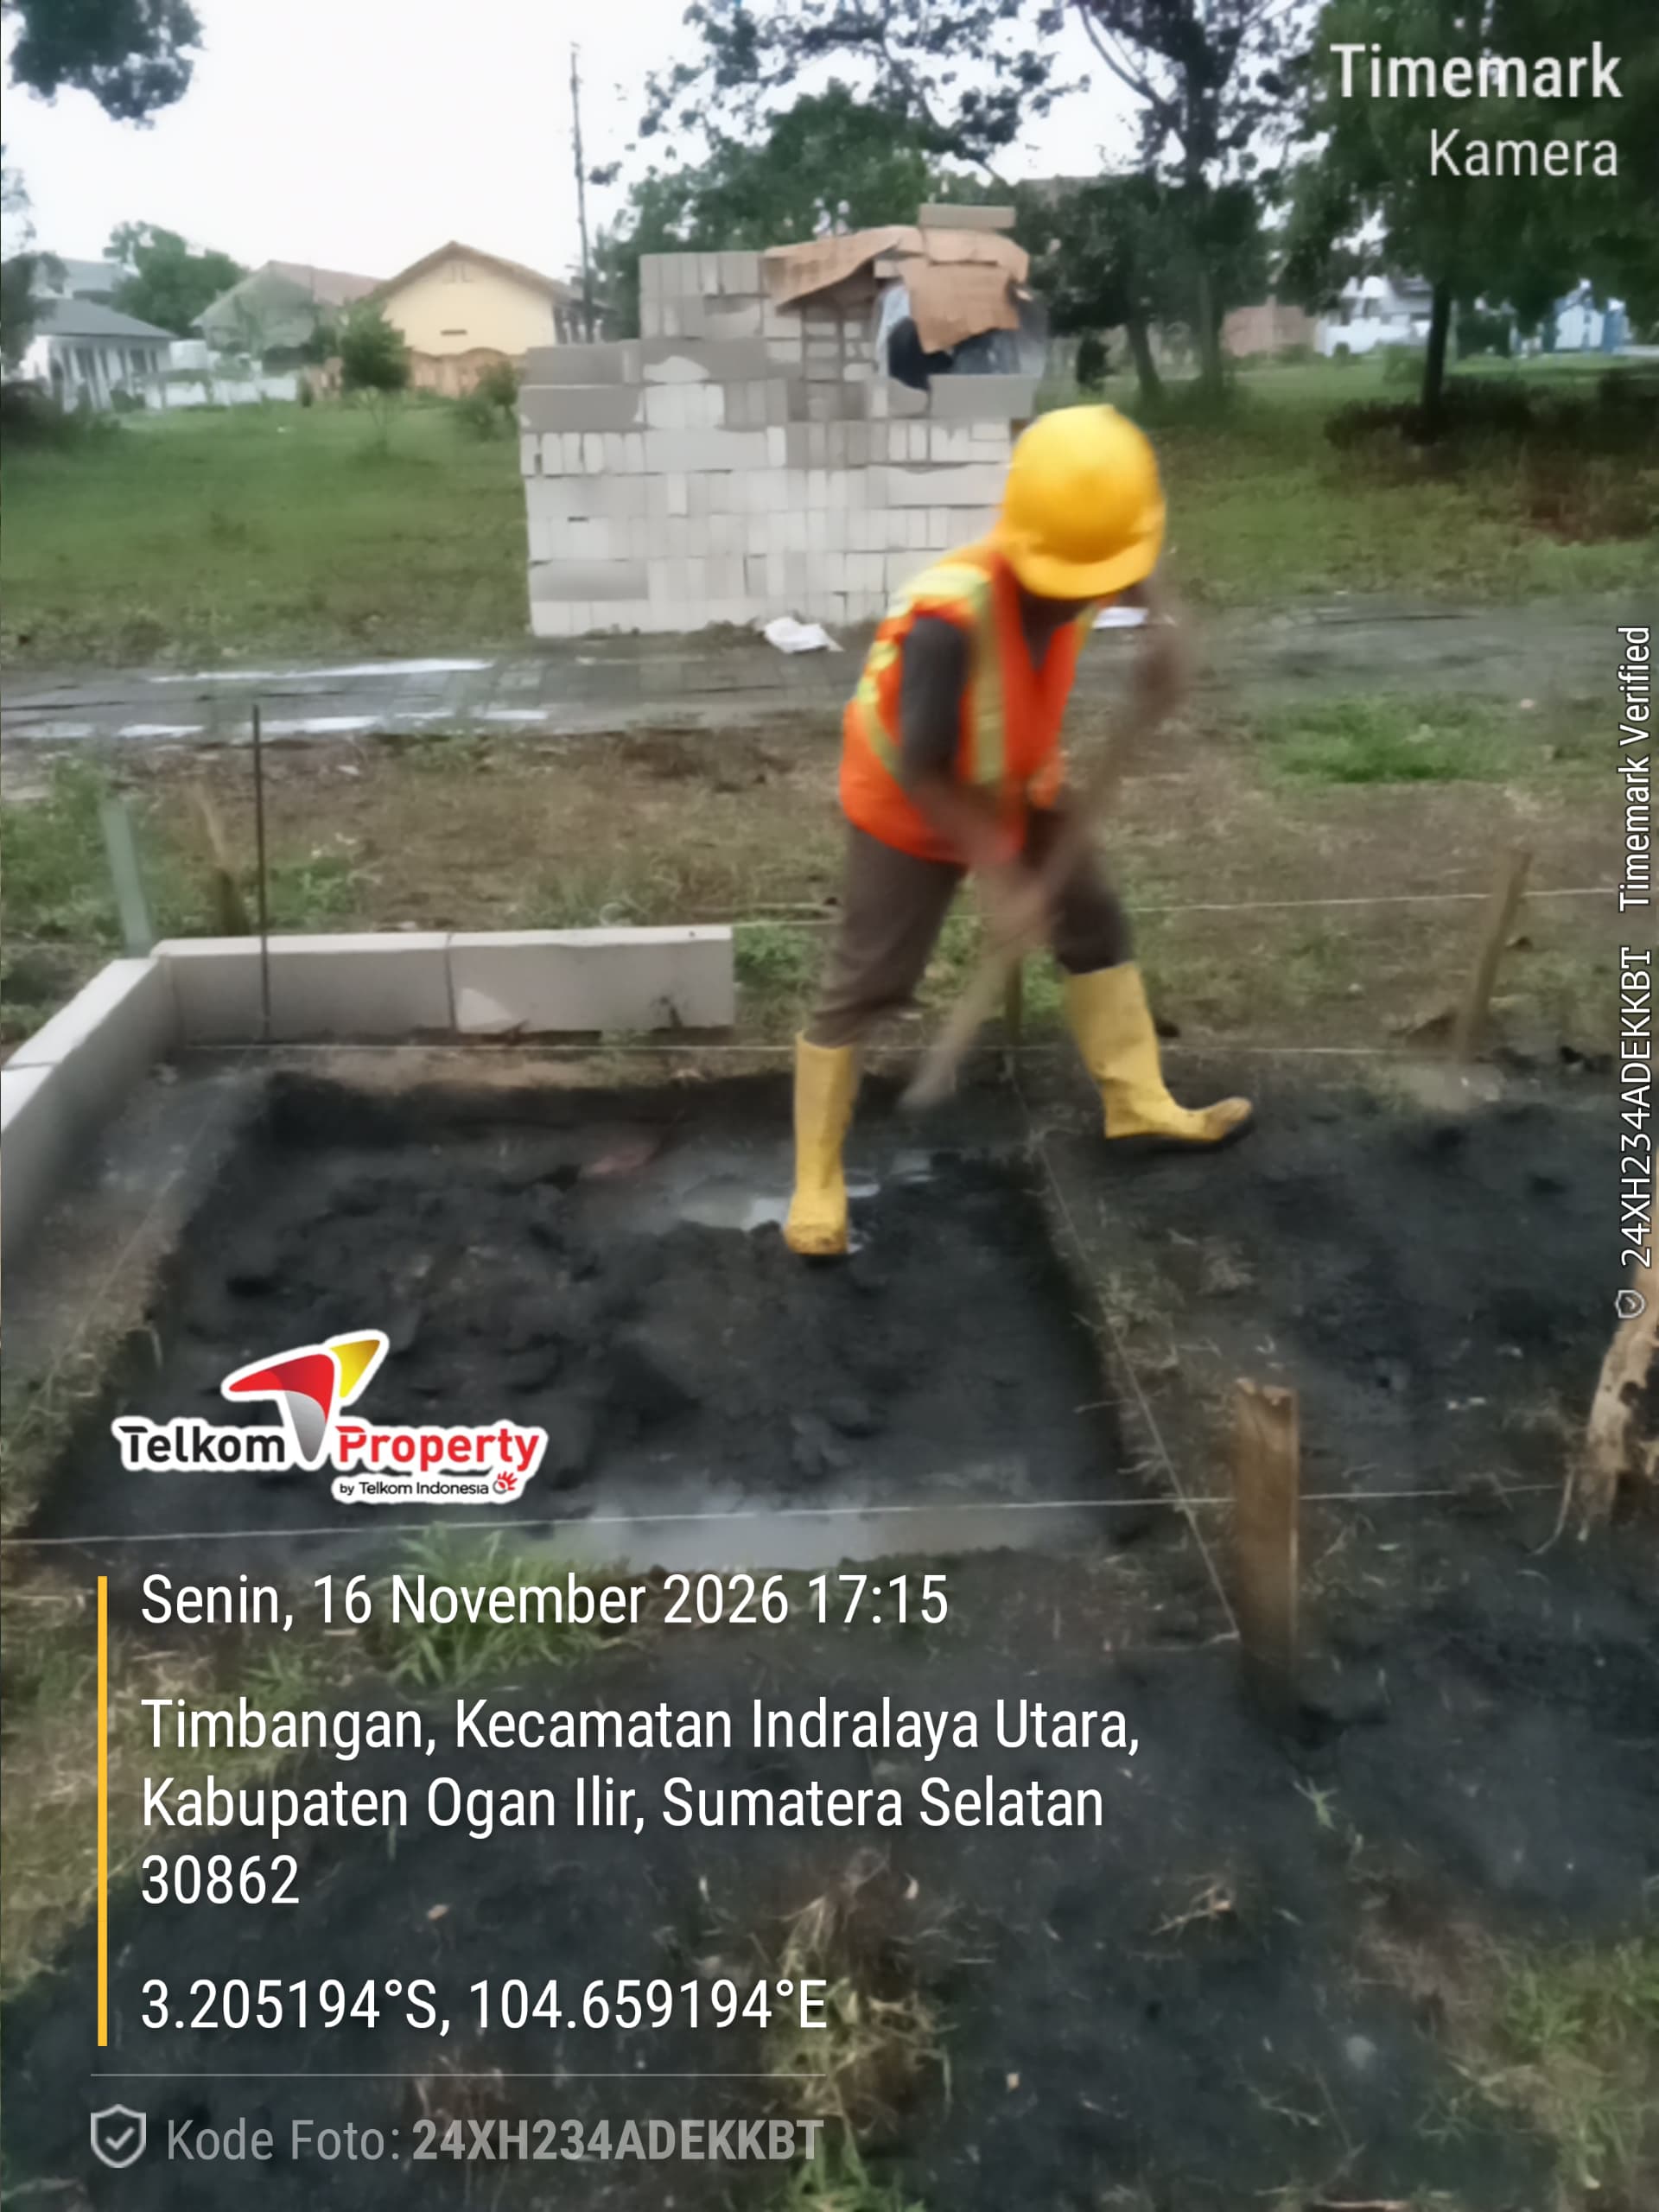 Timemark
Kamera
Telkom Property
by Telkom Indonesia
Senin, 16 November 2026 17:15
Timbangan, Kecamatan Indralaya Utara,
Kabupaten Ogan Ilir, Sumatera Selatan
30862
3.205194°S, 104.659194°E
Kode Foto: 24XH234ADEKKBT
24XH234ADEKKBT Timemark Verified